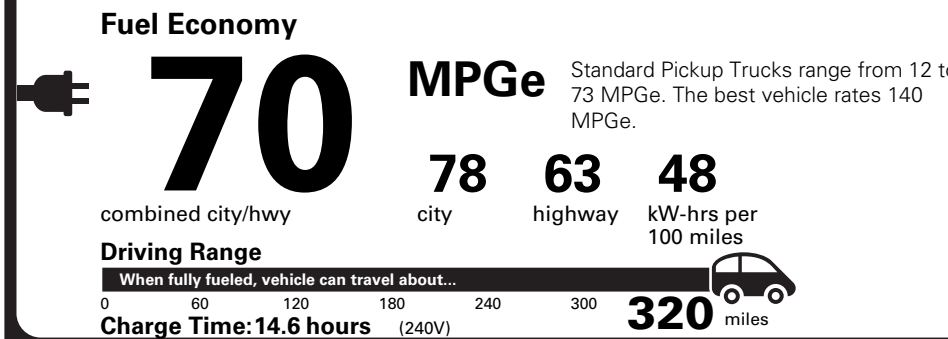 Fuel Economy
70
MPGe
Standard Pickup Trucks range from 12 to
73 MPGe. The best vehicle rates 140
MPGe.
78 63 48
combined city/hwy city highway kW-hrs per
100 miles
Driving Range
When fully fueled, vehicle can travel about...
0 60 120 180 240 300 320 miles
Charge Time: 14.6 hours (240V)